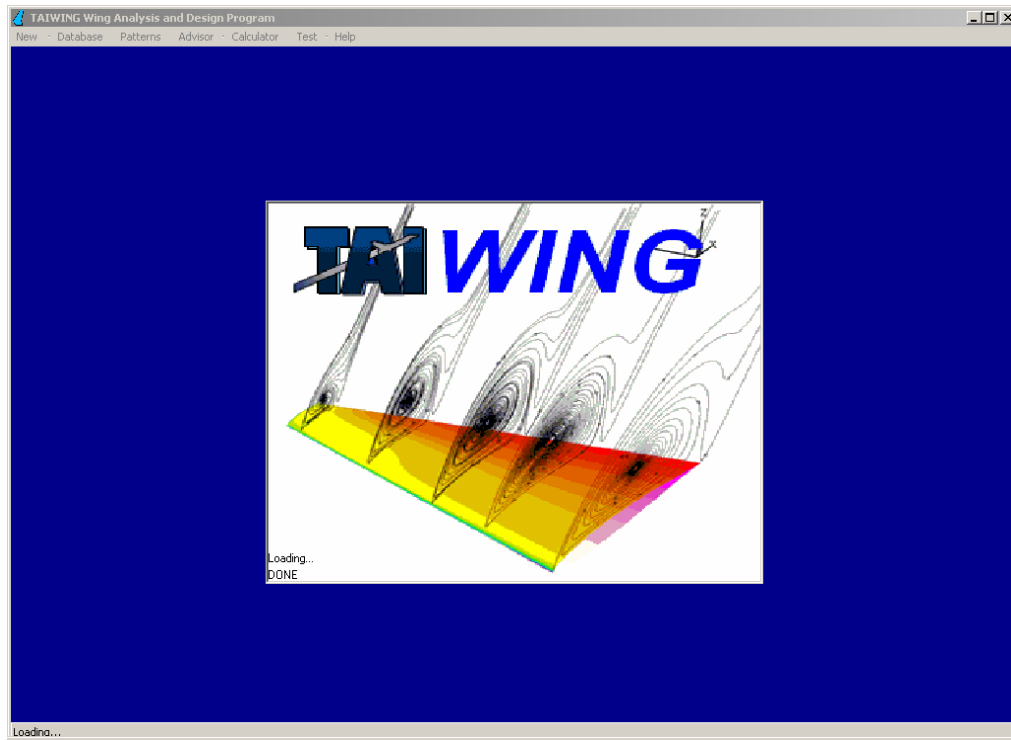 TAIWING Wing Analysis and Design Program
New Database Patterns Advisor Calculator Test Help
TAI WING
Z
X
Loading...
DONE
Loading...